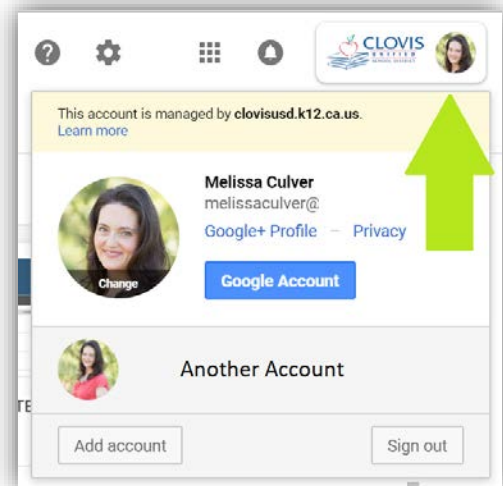 CLOVIS
UNIFIED
SCHOOL DISTRICT
This account is managed by clovisusd.k12.ca.us.
Learn more
Melissa Culver
melissaculver@
Google+ Profile – Privacy
Change
Google Account
Another Account
TE
Add account
Sign out